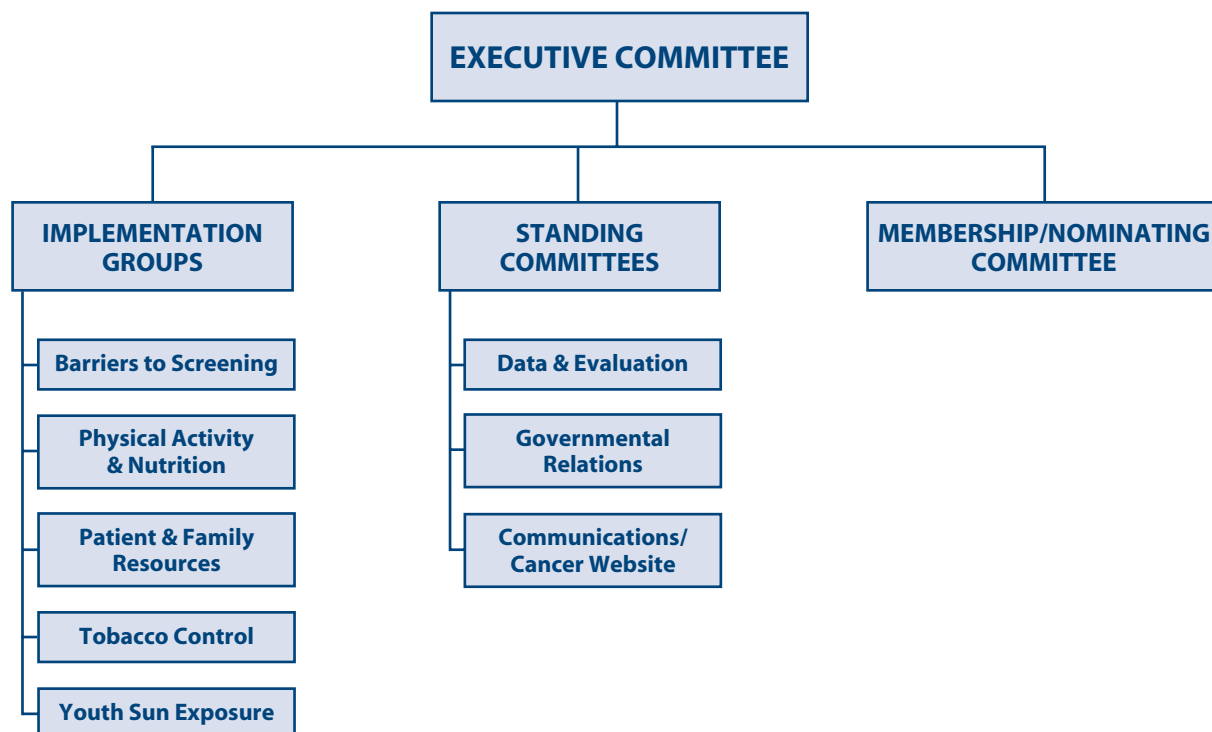 EXECUTIVE COMMITTEE
IMPLEMENTATION
GROUPS
Barriers to Screening
Physical Activity
& Nutrition
Patient & Family
Resources
Tobacco Control
Youth Sun Exposure
STANDING
COMMITTEES
Data & Evaluation
Governmental
Relations
Communications/
Cancer Website
MEMBERSHIP/NOMINATING
COMMITTEE